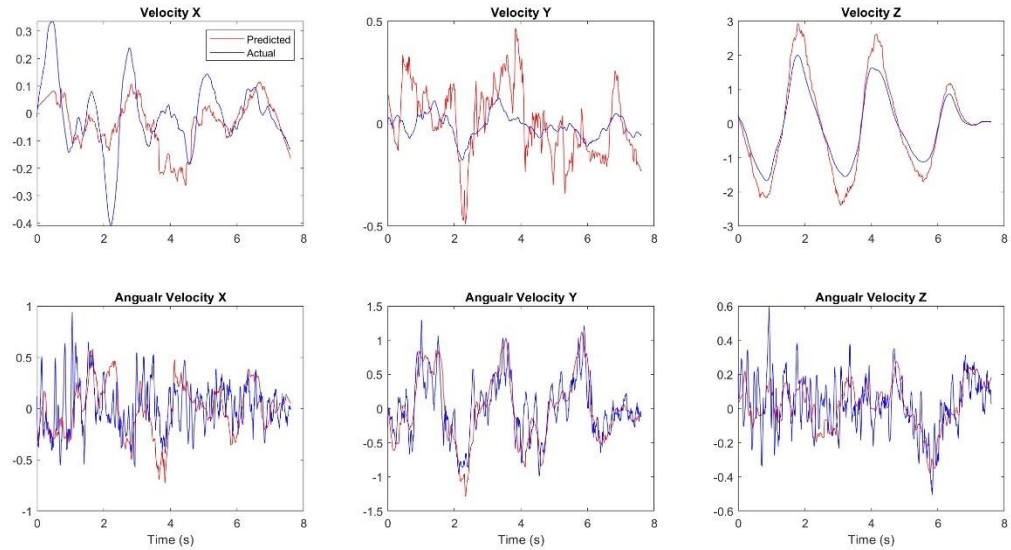 Velocity X
Velocity Y
Velocity Z
0.3
0.2
0.1
0
-0.1
-0.2
-0.3
-0.4
Predicted
Actual
0 2 4 6 8
0.5
0
-0.5
0 2 4 6 8
3
2
1
0
-1
-2
-3
0 2 4 6 8
Angualr Velocity X
Angualr Velocity Y
Angualr Velocity Z
1
0.5
0
-0.5
-1
0 2 4 6 8
Time (s)
1.5
1
0.5
0
-0.5
-1
-1.5
0 2 4 6 8
Time (s)
0.6
0.4
0.2
0
-0.2
-0.4
-0.6
0 2 4 6 8
Time (s)